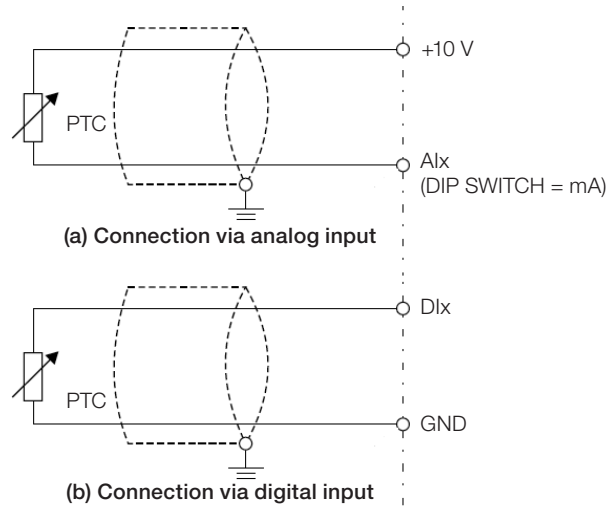 +10 V
PTC
AIx
(DIP SWITCH = mA)
(a) Connection via analog input
DIx
PTC
GND
(b) Connection via digital input